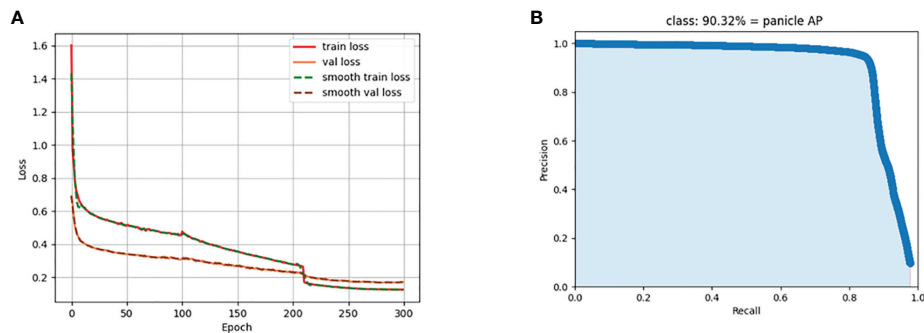 A
B
class: 90.32% = panicle AP
train loss
val loss
smooth train loss
smooth val loss
Loss
1.6
1.4
1.2
1.0
0.8
0.6
0.4
0.2
0
50
100
150
200
250
300
Epoch
Precision
1.0
0.8
0.6
0.4
0.2
0.0
0.0
0.2
0.4
0.6
0.8
1.0
Recall